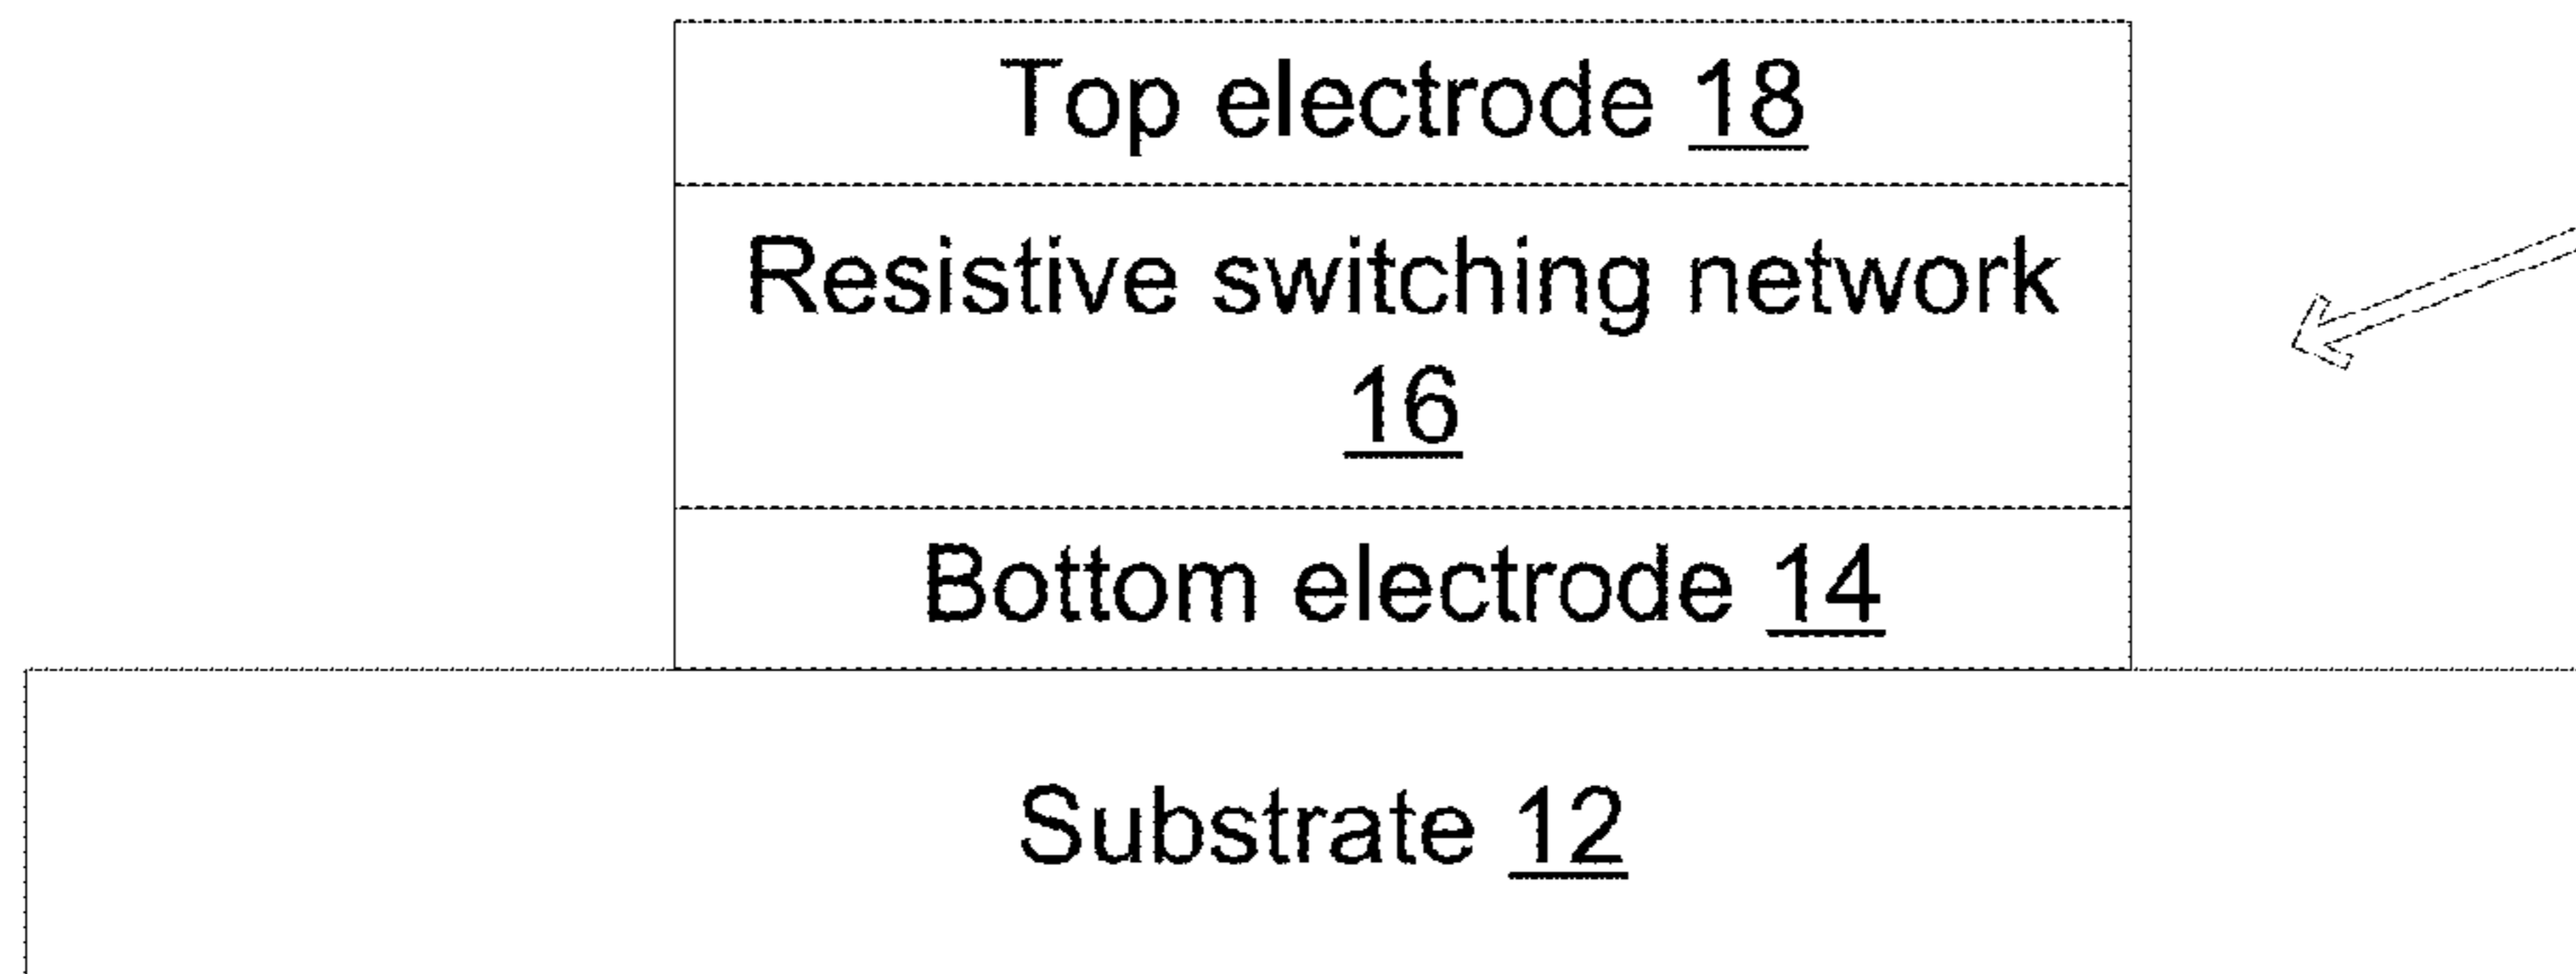 Top electrode 18
Resistive switching network
16
Bottom electrode 14
Substrate 12